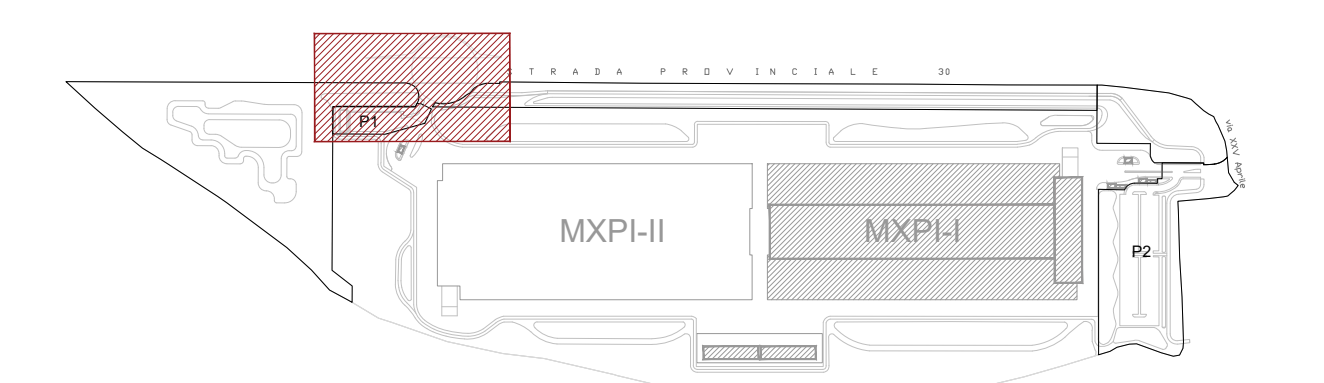 STRADA PROVINCIALE 30
P1
via XXV Aprile
MXPI-II
MXPI-I
P2